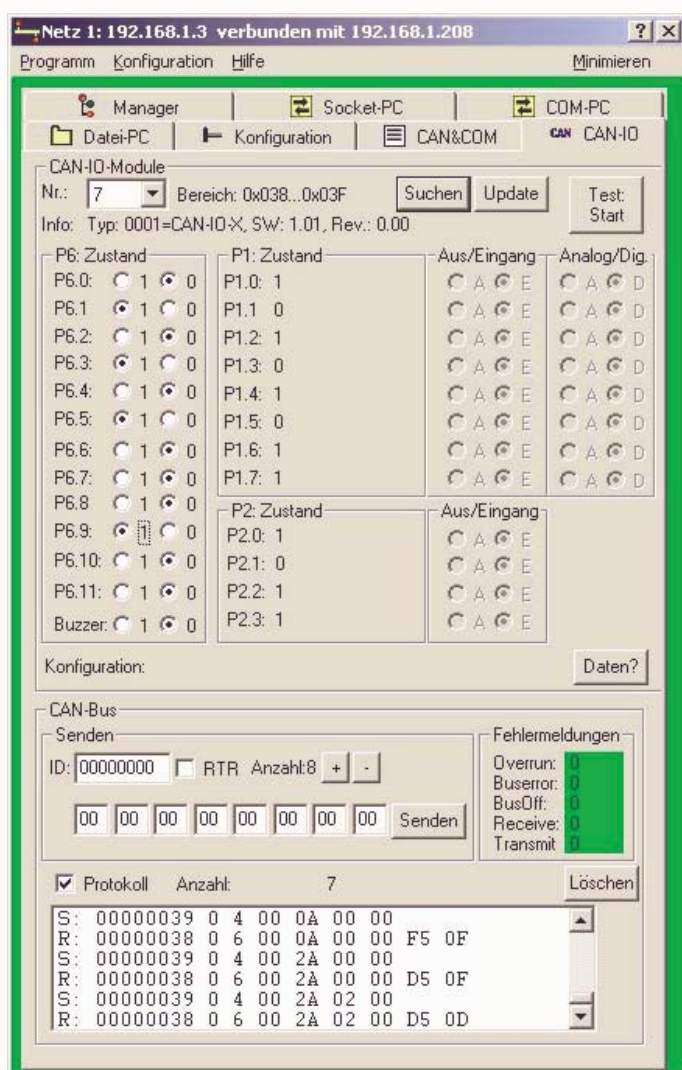 Netz 1: 192.168.1.3 verbunden mit 192.168.1.208 ? X
Programm Konfiguration Hilfe Minimieren
Manager Socket-PC COM-PC
Datei-PC Konfiguration CAN&COM CAN CAN-IO
CAN-IO-Module
Nr.: 7 Bereich: 0x038...0x03F Suchen Update Test: Start
Info: Typ: 0001=CAN-IO-X, SW: 1.01, Rev.: 0.00
P6: Zustand P1: Zustand Aus/Eingang Analog/Dig.
P6.0: 1 0 P1.0: 1 A E A D
P6.1 1 0 P1.1 0 A E A D
P6.2: 1 0 P1.2: 1 A E A D
P6.3: 1 0 P1.3: 0 A E A D
P6.4: 1 0 P1.4: 1 A E A D
P6.5: 1 0 P1.5: 0 A E A D
P6.6: 1 0 P1.6: 1 A E A D
P6.7: 1 0 P1.7: 1 A E A D
P6.8 1 0 P2: Zustand Aus/Eingang
P6.9: 1 0 P2.0: 1 A E
P6.10: 1 0 P2.1: 0 A E
P6.11: 1 0 P2.2: 1 A E
Buzzer: 1 0 P2.3: 1 A E
Konfiguration: Daten?
CAN-Bus
Senden Fehlermeldungen
ID: 00000000 RTR Anzahl:8 + -
00 00 00 00 00 00 00 00 Senden
Overrun: 0
Buserror: 0
BusOff: 0
Receive: 0
Transmit 0
Protokoll Anzahl: 7 Löschen
S: 00000039 0 4 00 0A 00 00
R: 00000038 0 6 00 0A 00 00 F5 0F
S: 00000039 0 4 00 2A 00 00
R: 00000038 0 6 00 2A 00 00 D5 0F
S: 00000039 0 4 00 2A 02 00
R: 00000038 0 6 00 2A 02 00 D5 0D